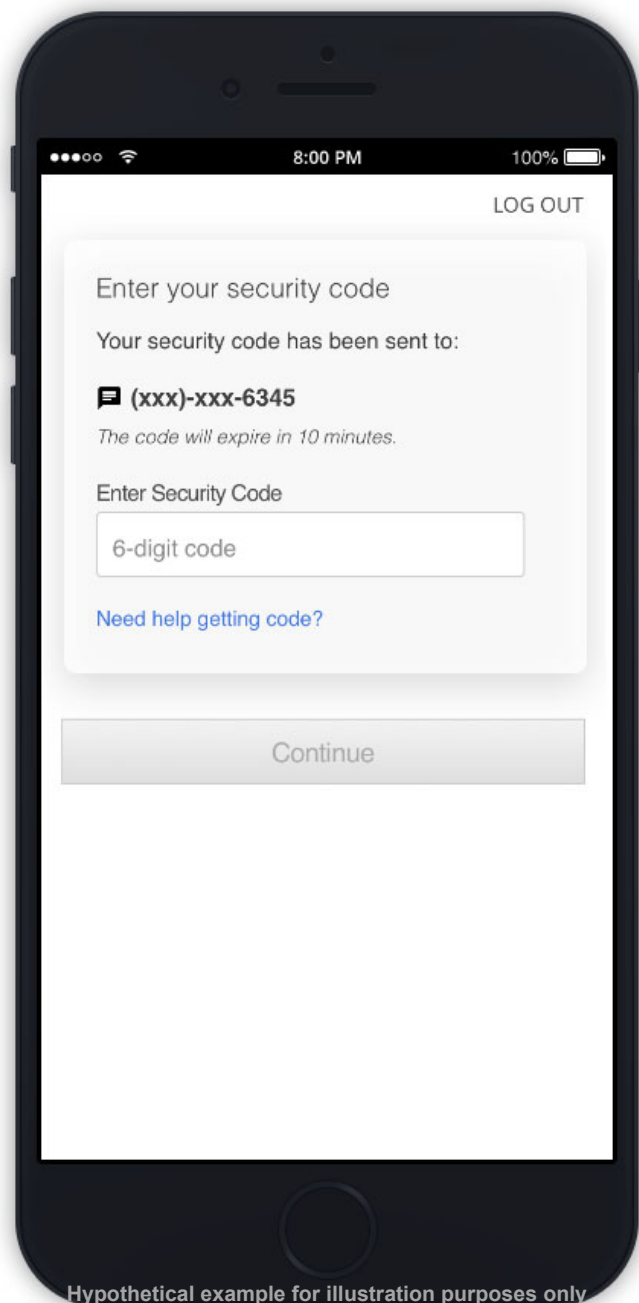 8:00 PM
100%
LOG OUT
Enter your security code
Your security code has been sent to:
(xxx)-xxx-6345
The code will expire in 10 minutes.
Enter Security Code
6-digit code
Need help getting code?
Continue
Hypothetical example for illustration purposes only